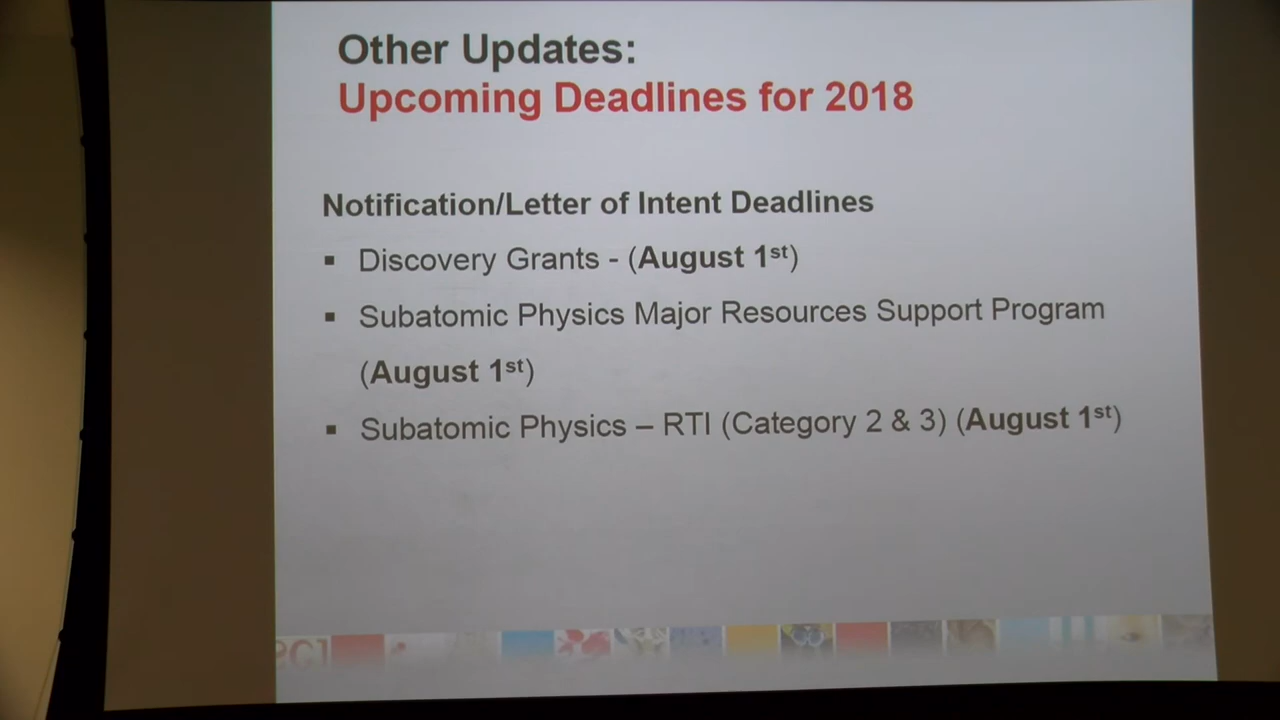 Other Updates:
Upcoming Deadlines for 2018
Notification/Letter of Intent Deadlines
▪ Discovery Grants - (August 1st)
▪ Subatomic Physics Major Resources Support Program
(August 1st)
▪ Subatomic Physics – RTI (Category 2 & 3) (August 1st)